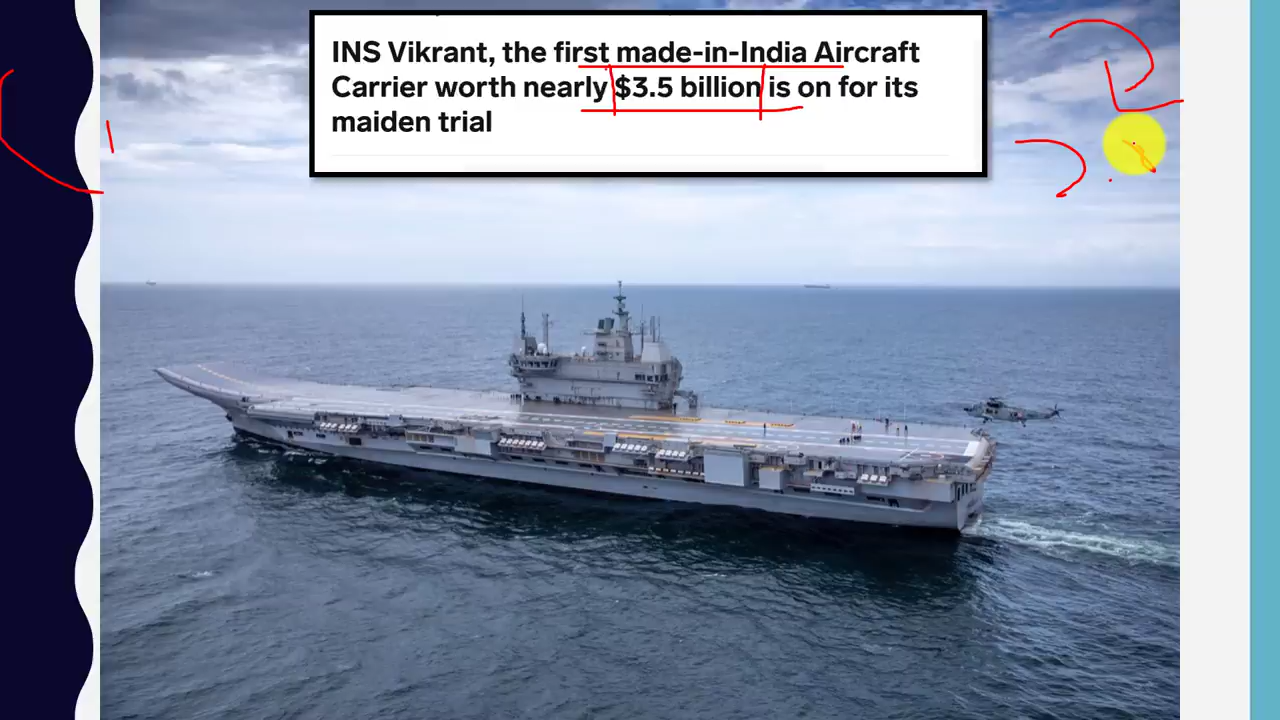 INS Vikrant, the first made-in-India Aircraft
Carrier worth nearly $3.5 billion is on for its
maiden trial